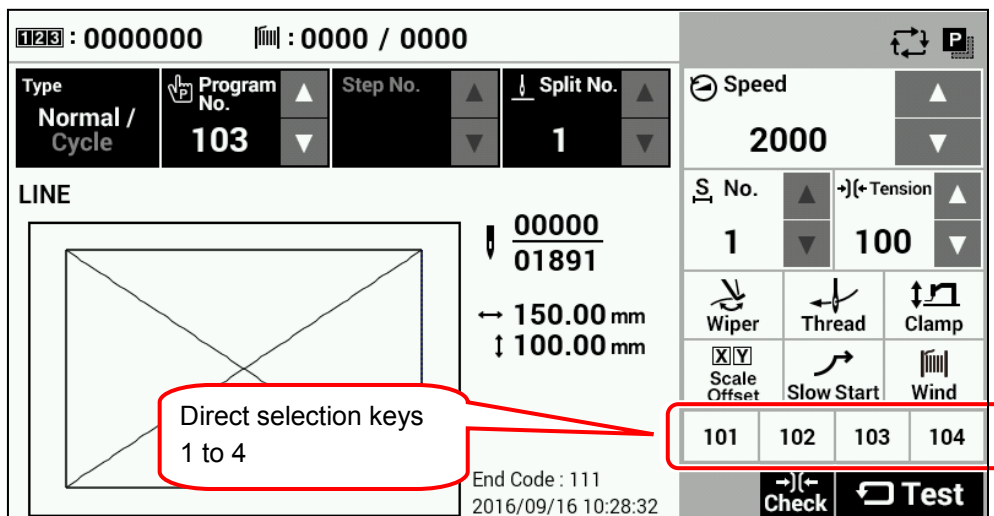 123 : 0000000 : 0000 / 0000
P
Type
Normal /
Cycle
P Program
No.
103
Step No.
Split No.
1
Speed
2000
LINE
S No.
1
Tension
100
00000
01891
150.00 mm
100.00 mm
Wiper
Thread
Clamp
X Y
Scale
Offset
Slow Start
Wind
Direct selection keys
1 to 4
101 102 103 104
End Code : 111
2016/09/16 10:28:32
Check
Test